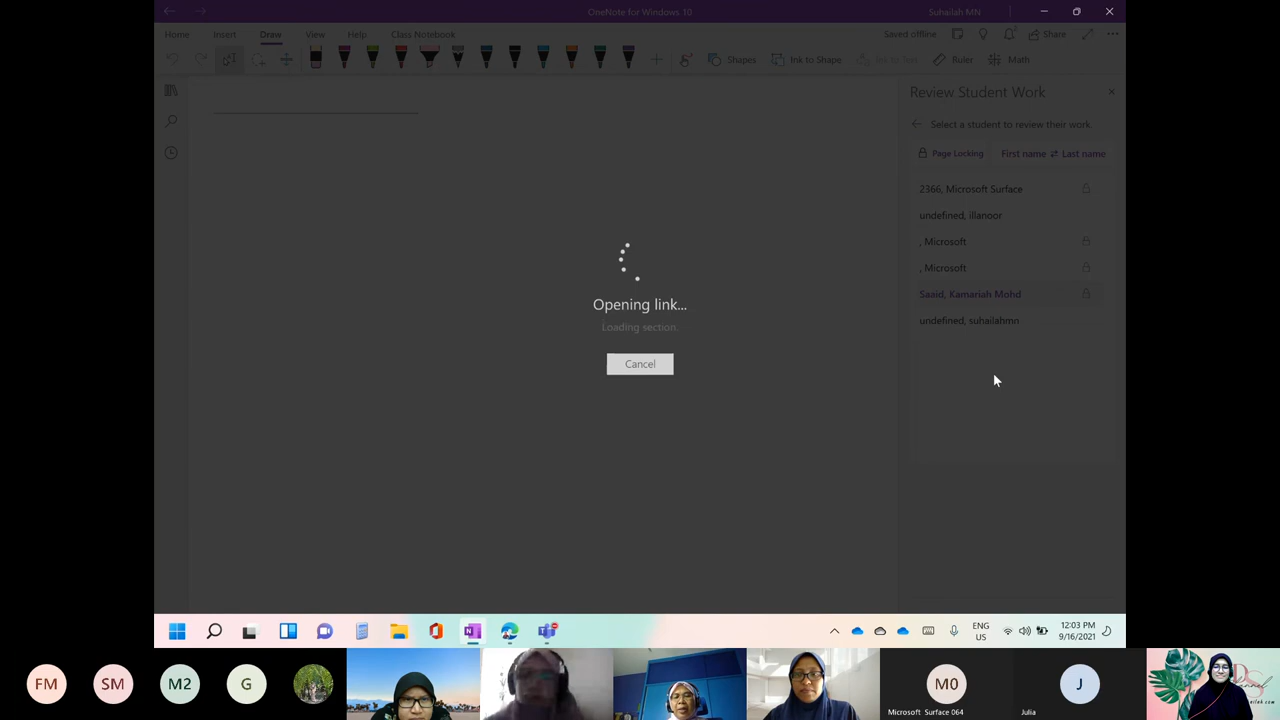 OneNote for Windows 10
Suhailah MN
Home Insert Draw View Help Class Notebook
Saved offline
Share
Shapes
Ink to Shape
Ink to Text
Ruler
Math
Review Student Work
Select a student to review their work.
Page Locking
First name ⇄ Last name
2366, Microsoft Surface
undefined, illanoor
, Microsoft
, Microsoft
Saaid, Kamariah Mohd
undefined, suhailahmn
Opening link...
Loading section.
Cancel
ENG
US
12:03 PM
9/16/2021
FM
SM
M2
G
M0
J
Microsoft Surface 064
Julia